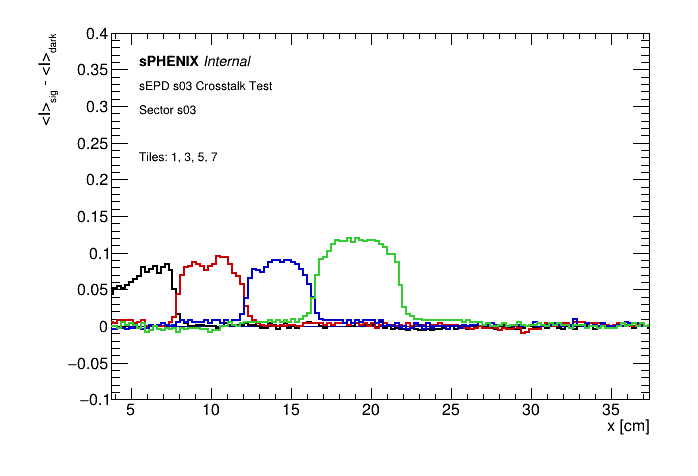 0.4
0.35
0.3
0.25
0.2
0.15
0.1
0.05
0
−0.05
−0.1
<I>sig - <I>dark
sPHENIX Internal
sEPD s03 Crosstalk Test
Sector s03
Tiles: 1, 3, 5, 7
5 10 15 20 25 30 35
x [cm]